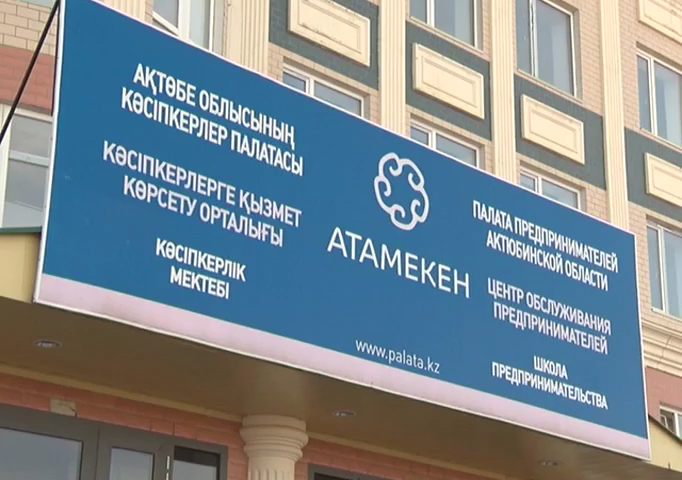 АҚТӨБЕ ОБЛЫСЫНЫҢ
КӘСІПКЕРЛЕР ПАЛАТАСЫ
КӘСІПКЕРЛЕРГЕ ҚЫЗМЕТ
КӨРСЕТУ ОРТАЛЫҒЫ
КӘСІПКЕРЛІК
МЕКТЕБІ
АТАМЕКЕН
www.palata.kz
ПАЛАТА ПРЕДПРИНИМАТЕЛЕЙ
АКТЮБИНСКОЙ ОБЛАСТИ
ЦЕНТР ОБСЛУЖИВАНИЯ
ПРЕДПРИНИМАТЕЛЕЙ
ШКОЛА
ПРЕДПРИНИМАТЕЛЬСТВА